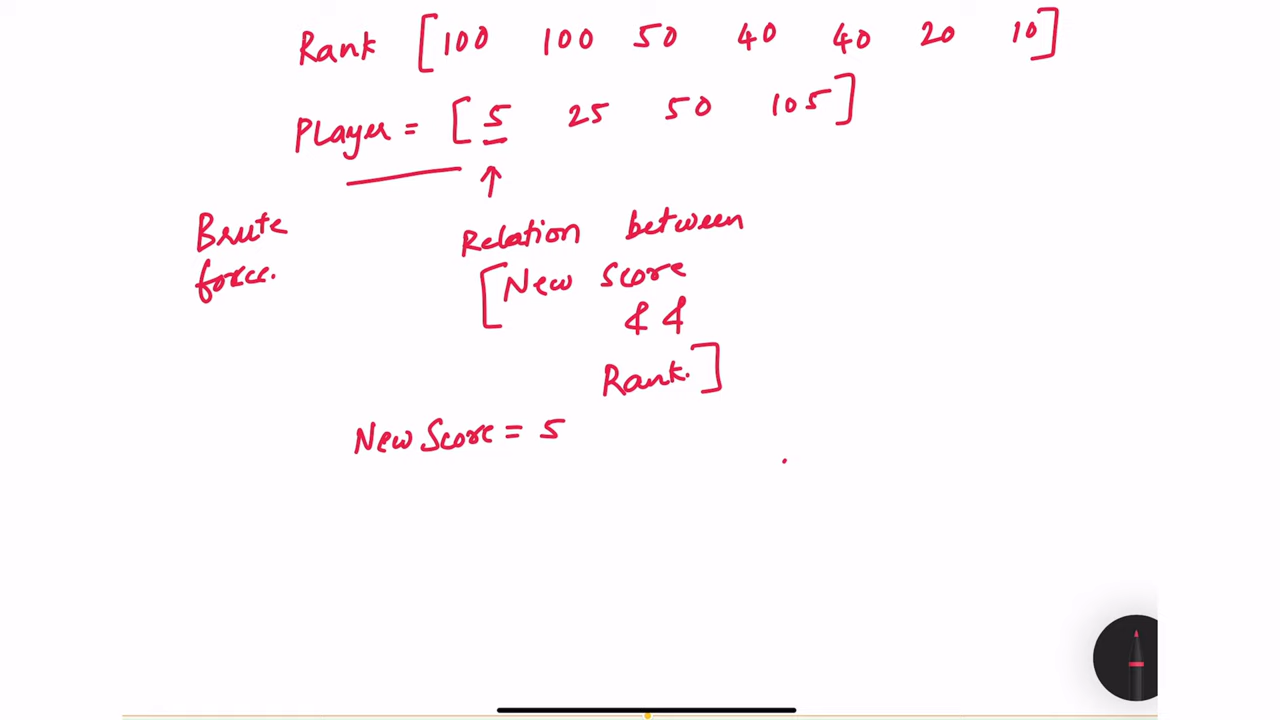 Rank [100 100 50 40 40 20 10]
Player = [5 25 50 105]
Brute
force.
Relation between
[New Score
&&
Rank.]
New Score = 5